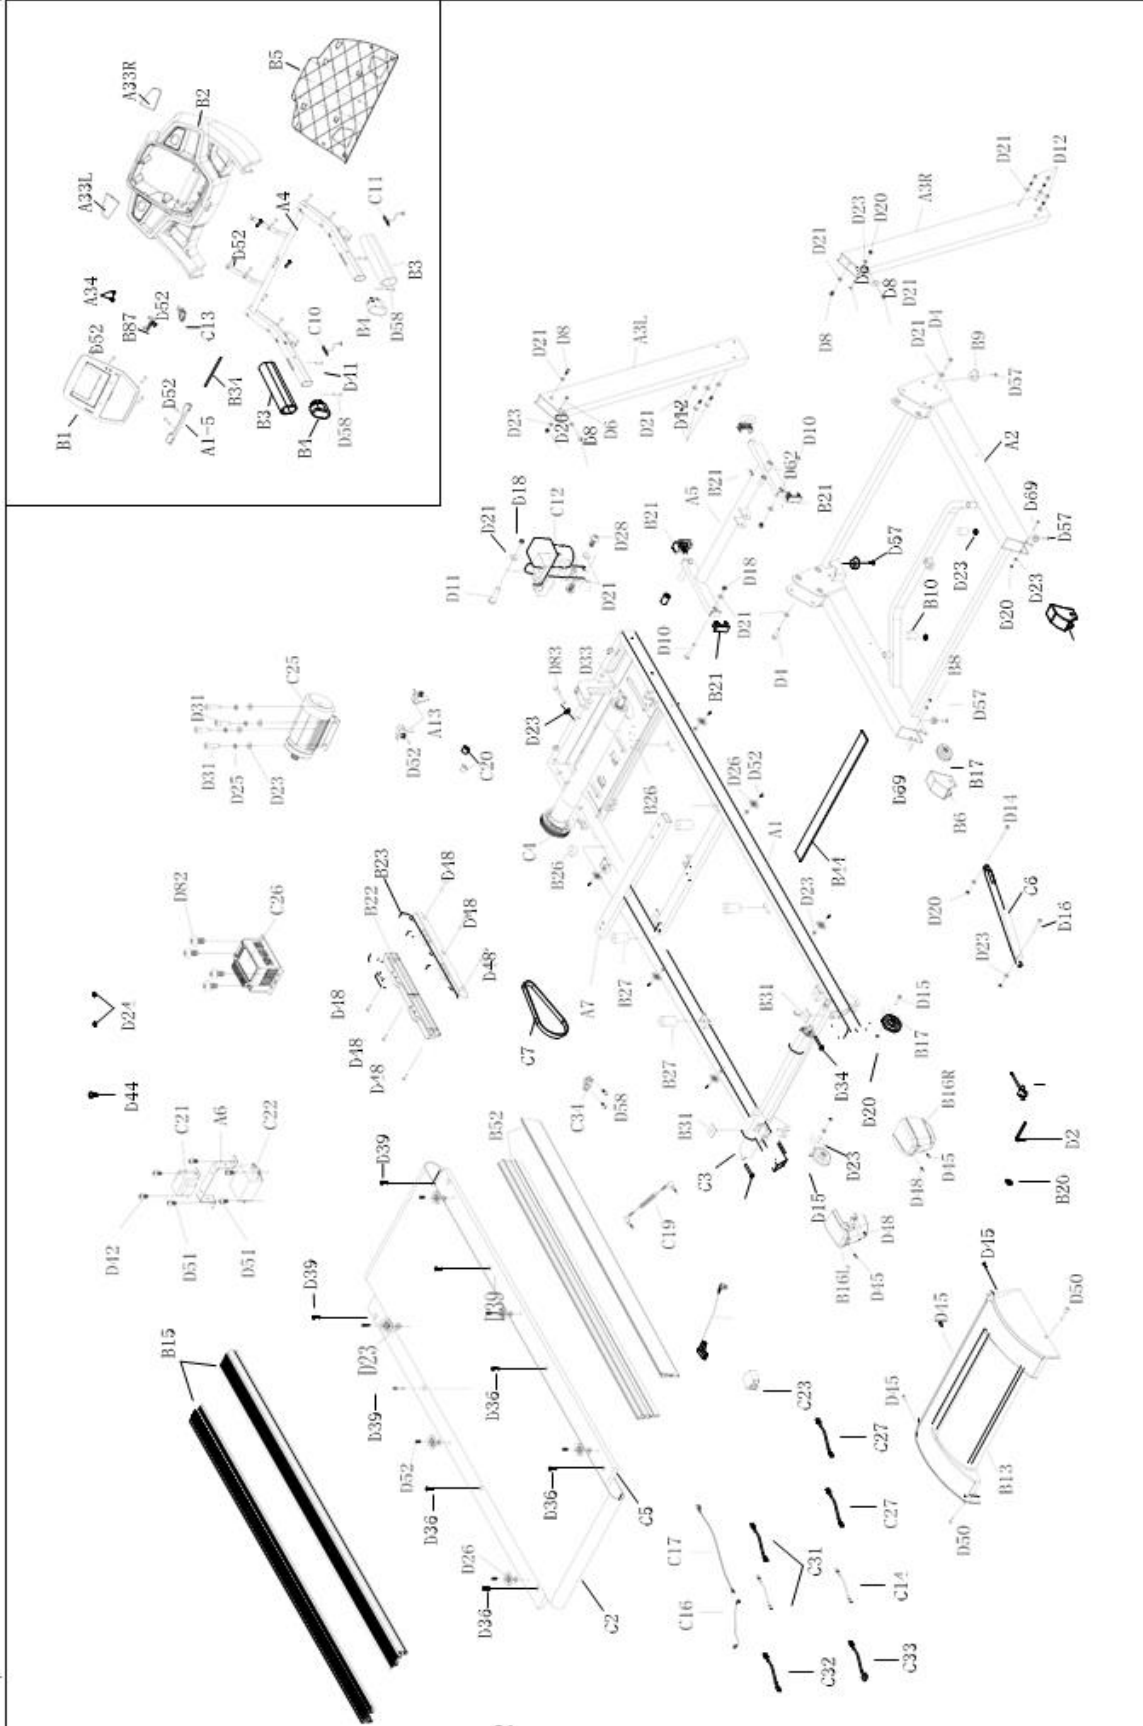 B5
A33R
B2
A33L
A4
C11
D52
A34
B3
D52
B87
C13
C10
B4
D58
D52
D52
B34
D41
B3
B1
A1-5
B4
D58
D21
D12
A3R
D23
D20
D21
D6
D8
D21
D8
D4
D21
B9
D57
A3L
D21
D8
D23
D20
D8
D6
D21
D12
A2
D10
D62
B21
A5
B21
D69
D57
D18
D21
C12
D28
B21
D57
D23
D23
D20
D11
D21
D18
B10
D21
D10
D4
B21
B8
D57
C25
D31
D83
D33
D23
A13
D52
C20
D31
D25
D23
D69
B17
B6
D14
D26
D52
B26
A1
B44
C4
B26
D20
C6
D16
D23
D23
D82
C26
B23
B22
D48
D48
D48
A7
B27
B31
D15
B17
D24
D48
D48
D48
C7
B27
D34
D20
B16R
D44
C34
D58
B31
D2
C21
A6
C22
B52
C3
D23
D45
D48
B20
D39
D15
D42
D51
D51
C19
D48
B16L
D45
D45
D50
D39
D39
D45
B15
D23
D36
C23
D45
D39
C27
D52
D36
B13
D36
C5
C27
D50
C17
D26
C31
C14
D36
C2
C16
C32
C33